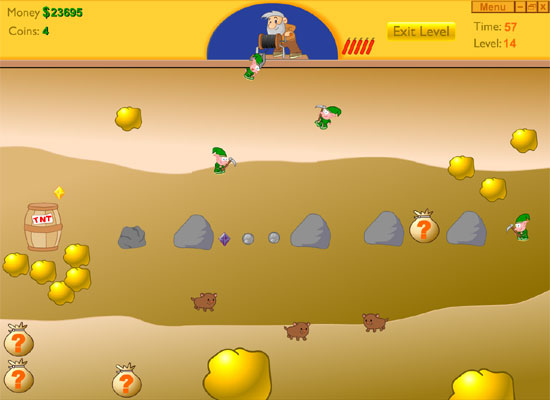 Money $23695
Coins: 4
Exit Level
Menu
Time: 57
Level: 14
TNT
?
?
?
?